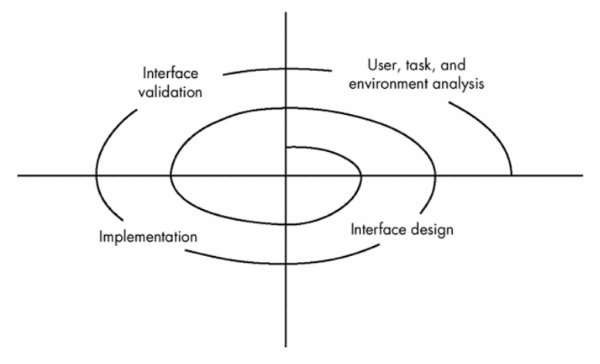 Interface
validation
User, task, and
environment analysis
Implementation
Interface design